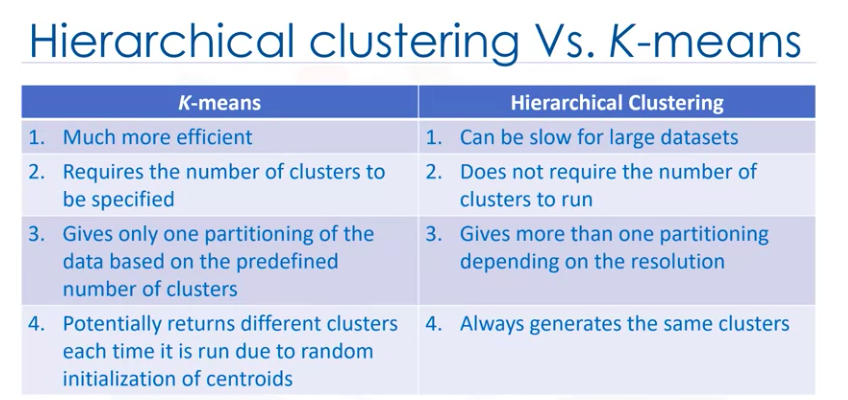 Hierarchical clustering Vs. K-means
K-means
Hierarchical Clustering
1. Much more efficient
1. Can be slow for large datasets
2. Requires the number of clusters to
be specified
2. Does not require the number of
clusters to run
3. Gives only one partitioning of the
data based on the predefined
number of clusters
3. Gives more than one partitioning
depending on the resolution
4. Potentially returns different clusters
each time it is run due to random
initialization of centroids
4. Always generates the same clusters